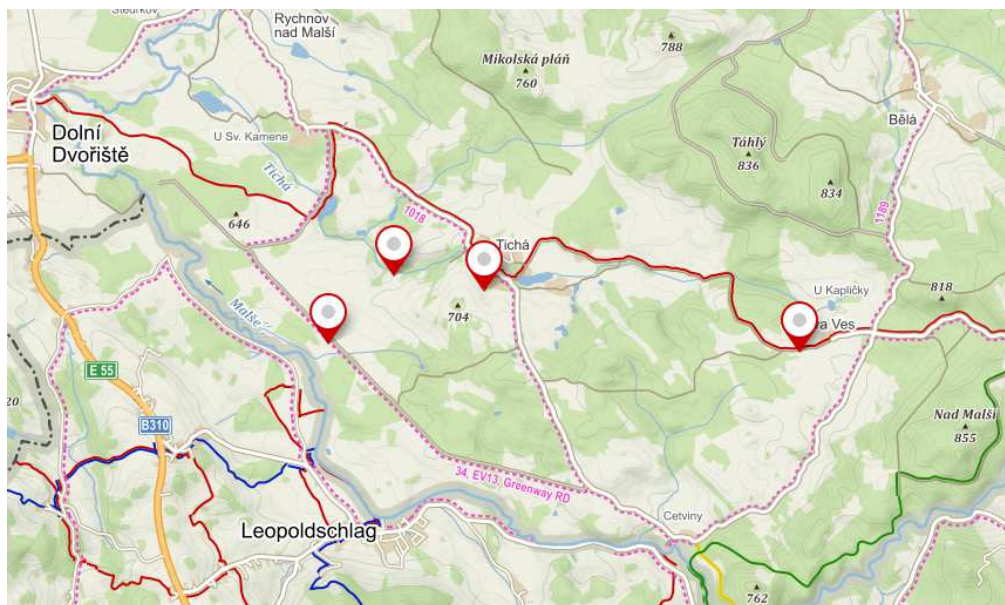 Rychnov
nad Malší
788
Mikolská pláň
760
Bělá
Dolní
Dvořiště
U Sv. Kamene
Tichá
Táhlý
836
834
646
1018
1189
Tichá
U Kapličky
818
704
Ves
Malše
E 55
20
B310
Nad Malší
855
34, EV13, Greenway RD
Leopoldschlag
Cetviny
762